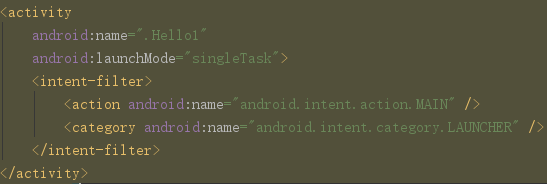 <activity
android:name=".Hello1"
android:launchMode="singleTask">
<intent-filter>
<action android:name="android.intent.action.MAIN" />
<category android:name="android.intent.category.LAUNCHER" />
</intent-filter>
</activity>